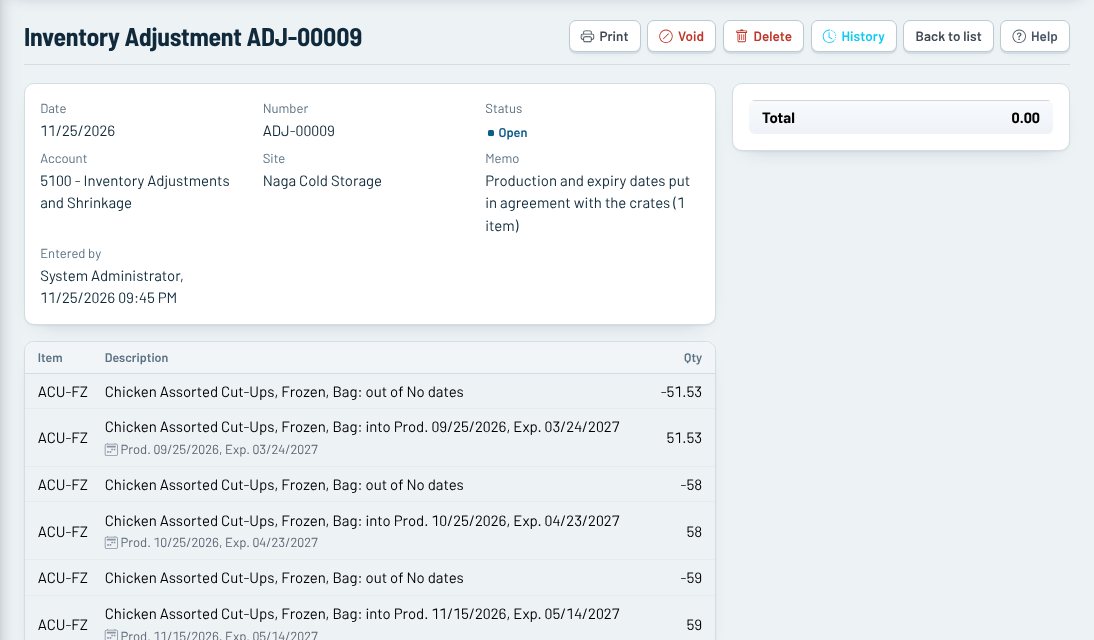 Inventory Adjustment ADJ-00009
Print
Void
Delete
History
Back to list
Help
Date
11/25/2026
Number
ADJ-00009
Status
Open
Account
5100 - Inventory Adjustments
and Shrinkage
Site
Naga Cold Storage
Memo
Production and expiry dates put
in agreement with the crates (1
item)
Entered by
System Administrator,
11/25/2026 09:45 PM
Total 0.00
Item Description Qty
ACU-FZ Chicken Assorted Cut-Ups, Frozen, Bag: out of No dates -51.53
ACU-FZ Chicken Assorted Cut-Ups, Frozen, Bag: into Prod. 09/25/2026, Exp. 03/24/2027 51.53
Prod. 09/25/2026, Exp. 03/24/2027
ACU-FZ Chicken Assorted Cut-Ups, Frozen, Bag: out of No dates -58
ACU-FZ Chicken Assorted Cut-Ups, Frozen, Bag: into Prod. 10/25/2026, Exp. 04/23/2027 58
Prod. 10/25/2026, Exp. 04/23/2027
ACU-FZ Chicken Assorted Cut-Ups, Frozen, Bag: out of No dates -59
ACU-FZ Chicken Assorted Cut-Ups, Frozen, Bag: into Prod. 11/15/2026, Exp. 05/14/2027 59
Prod. 11/15/2026, Exp. 05/14/2027